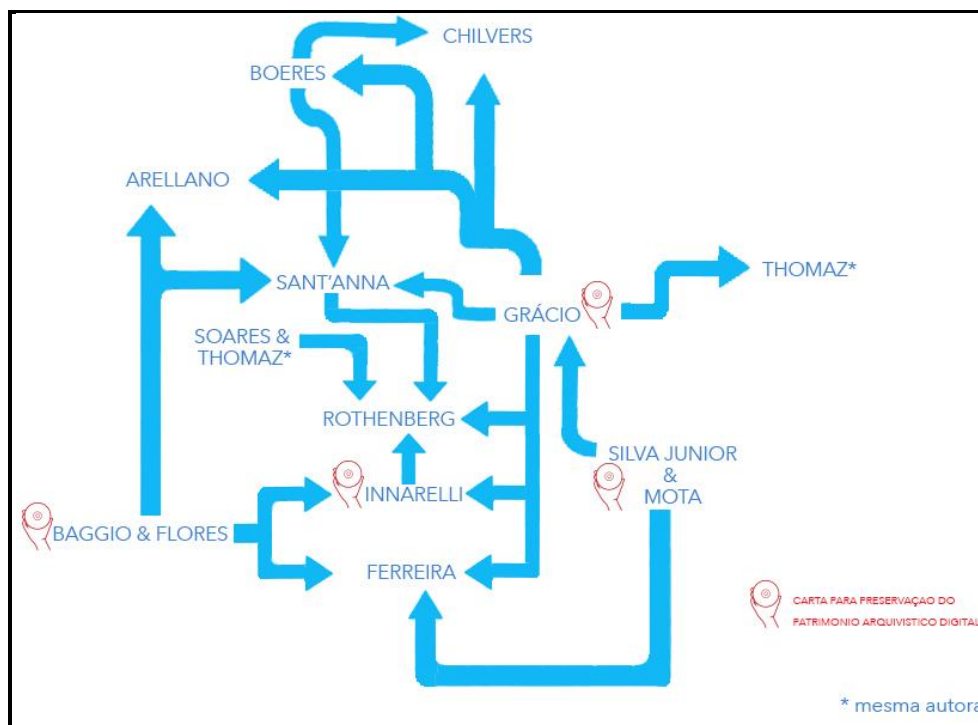 CHILVERS
BOERES
ARELLANO
THOMAZ*
SANT'ANNA
GRÁCIO
SOARES &
THOMAZ*
ROTHENBERG
SILVA JUNIOR
&
MOTA
INNARELLI
BAGGIO & FLORES
FERREIRA
CARTA PARA PRESERVAÇAO DO
PATRIMONIO ARQUIVISTICO DIGITAL
* mesma autora